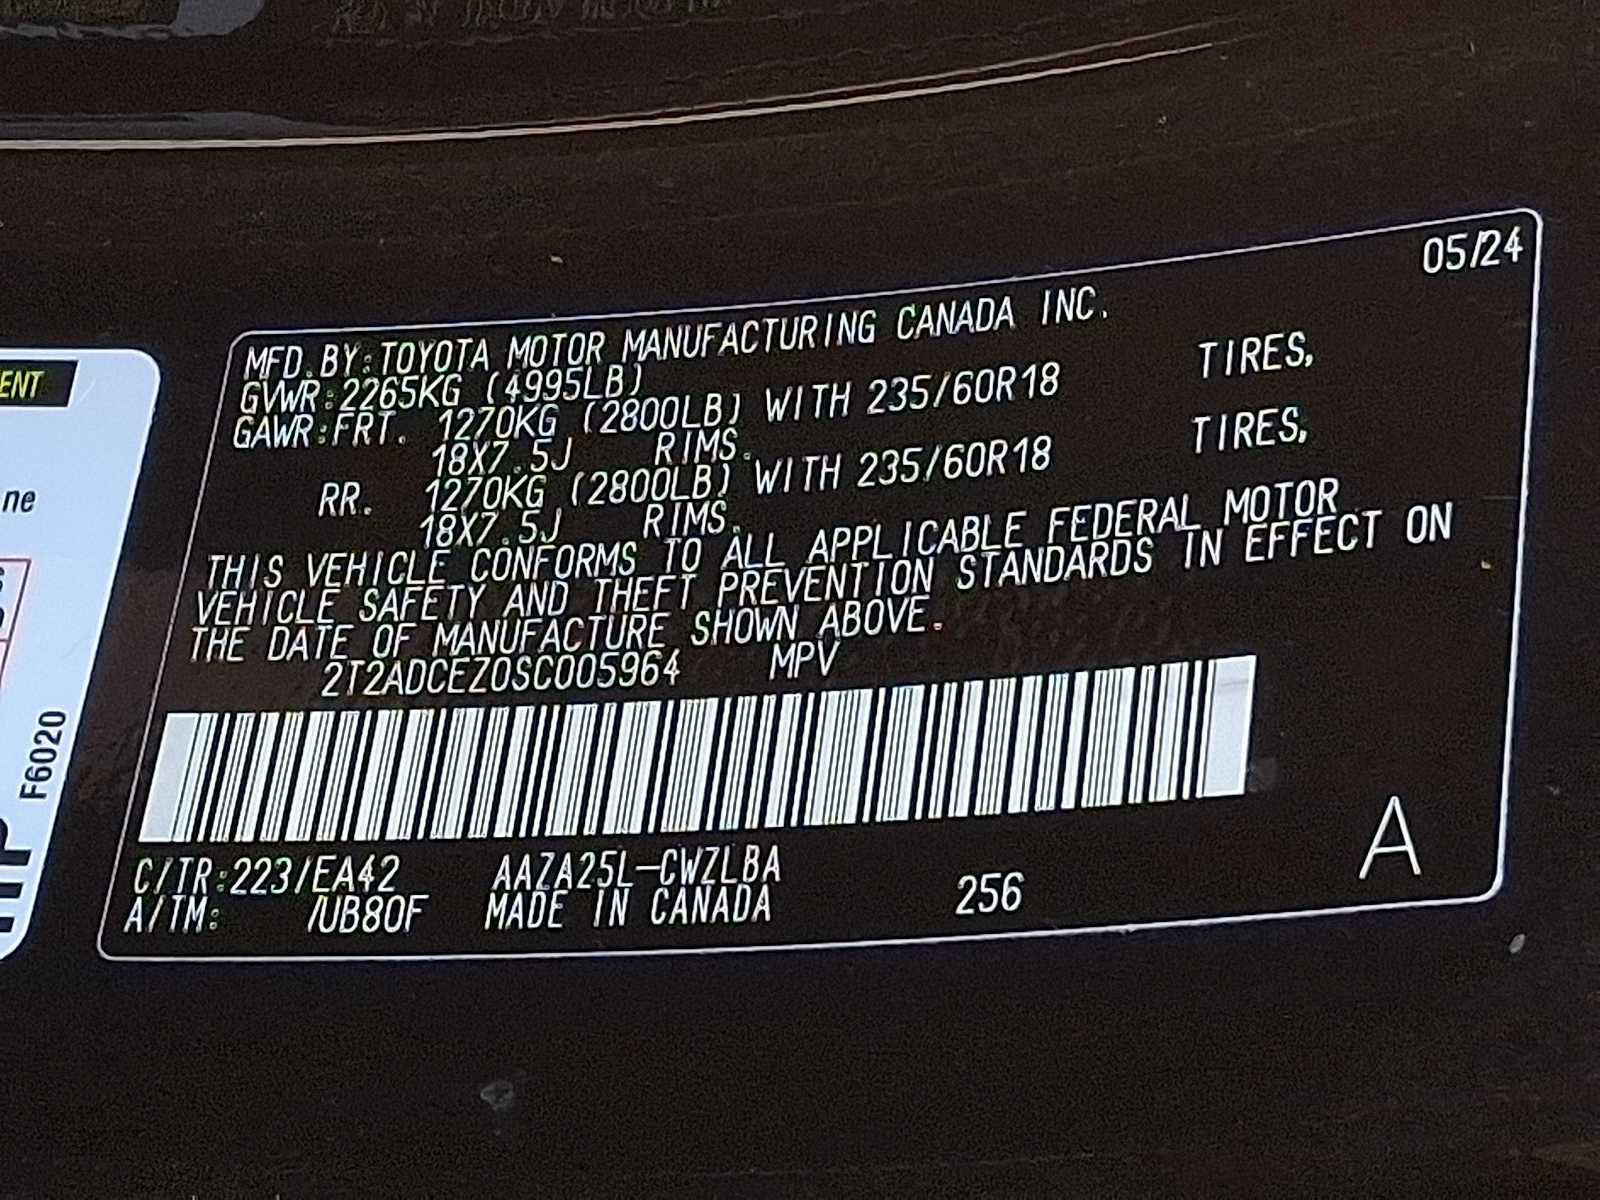 05/24
MFD.BY:TOYOTA MOTOR MANUFACTURING CANADA INC.
GVWR:2265KG (4995LB)
GAWR:FRT. 1270KG (2800LB) WITH 235/60R18 TIRES,
18X7.5J RIMS.
RR. 1270KG (2800LB) WITH 235/60R18 TIRES,
18X7.5J RIMS.
THIS VEHICLE CONFORMS TO ALL APPLICABLE FEDERAL MOTOR
VEHICLE SAFETY AND THEFT PREVENTION STANDARDS IN EFFECT ON
THE DATE OF MANUFACTURE SHOWN ABOVE.
2T2ADCEZ0SC005964 MPV
C/TR:223/EA42 AAZA25L-CWZLBA
A/TM: /UB80F MADE IN CANADA 256
A
F6020